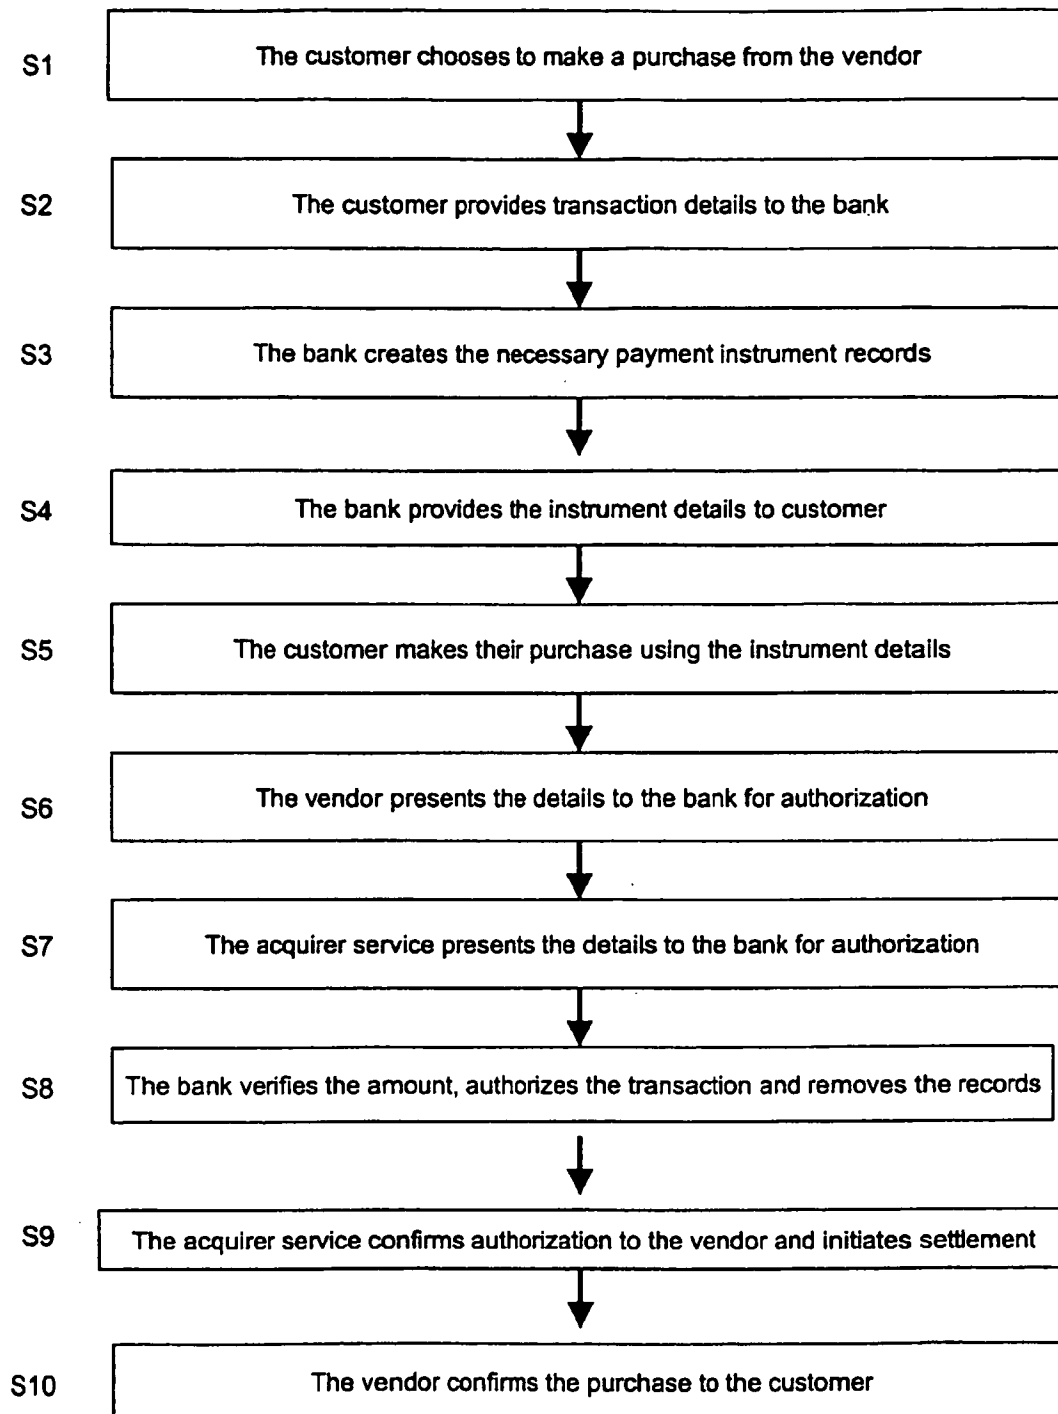 S1 The customer chooses to make a purchase from the vendor
S2 The customer provides transaction details to the bank
S3 The bank creates the necessary payment instrument records
S4 The bank provides the instrument details to customer
S5 The customer makes their purchase using the instrument details
S6 The vendor presents the details to the bank for authorization
S7 The acquirer service presents the details to the bank for authorization
S8 The bank verifies the amount, authorizes the transaction and removes the records
S9 The acquirer service confirms authorization to the vendor and initiates settlement
S10 The vendor confirms the purchase to the customer